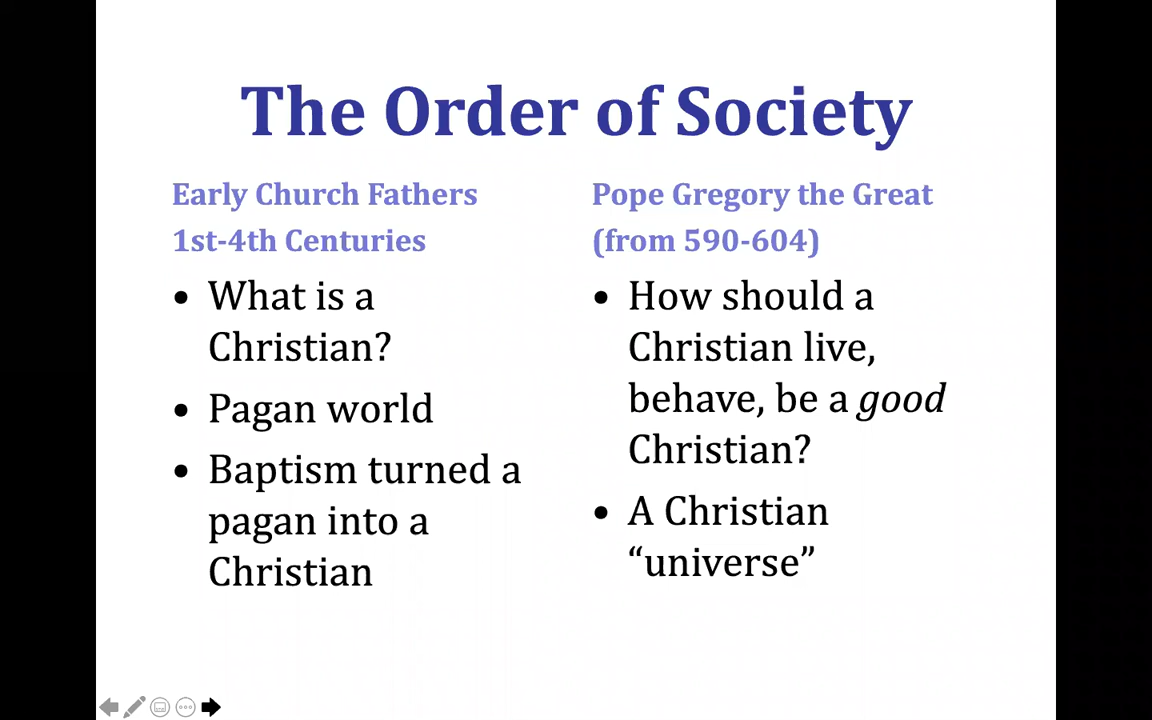 The Order of Society
Early Church Fathers
1st-4th Centuries
• What is a
Christian?
• Pagan world
• Baptism turned a
pagan into a
Christian
Pope Gregory the Great
(from 590-604)
• How should a
Christian live,
behave, be a good
Christian?
• A Christian
“universe”